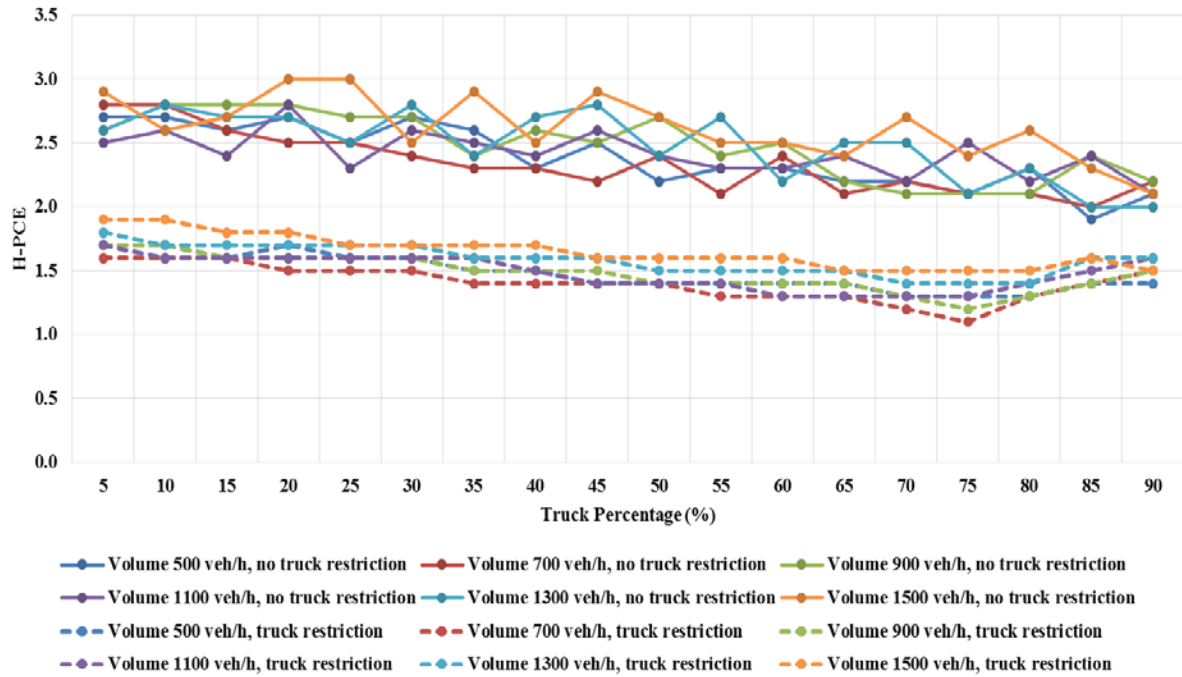 3.5
3.0
2.5
2.0
1.5
1.0
0.5
0.0
H-PCE
5 10 15 20 25 30 35 40 45 50 55 60 65 70 75 80 85 90
Truck Percentage (%)
Volume 500 veh/h, no truck restriction Volume 700 veh/h, no truck restriction Volume 900 veh/h, no truck restriction
Volume 1100 veh/h, no truck restriction Volume 1300 veh/h, no truck restriction Volume 1500 veh/h, no truck restriction
Volume 500 veh/h, truck restriction Volume 700 veh/h, truck restriction Volume 900 veh/h, truck restriction
Volume 1100 veh/h, truck restriction Volume 1300 veh/h, truck restriction Volume 1500 veh/h, truck restriction